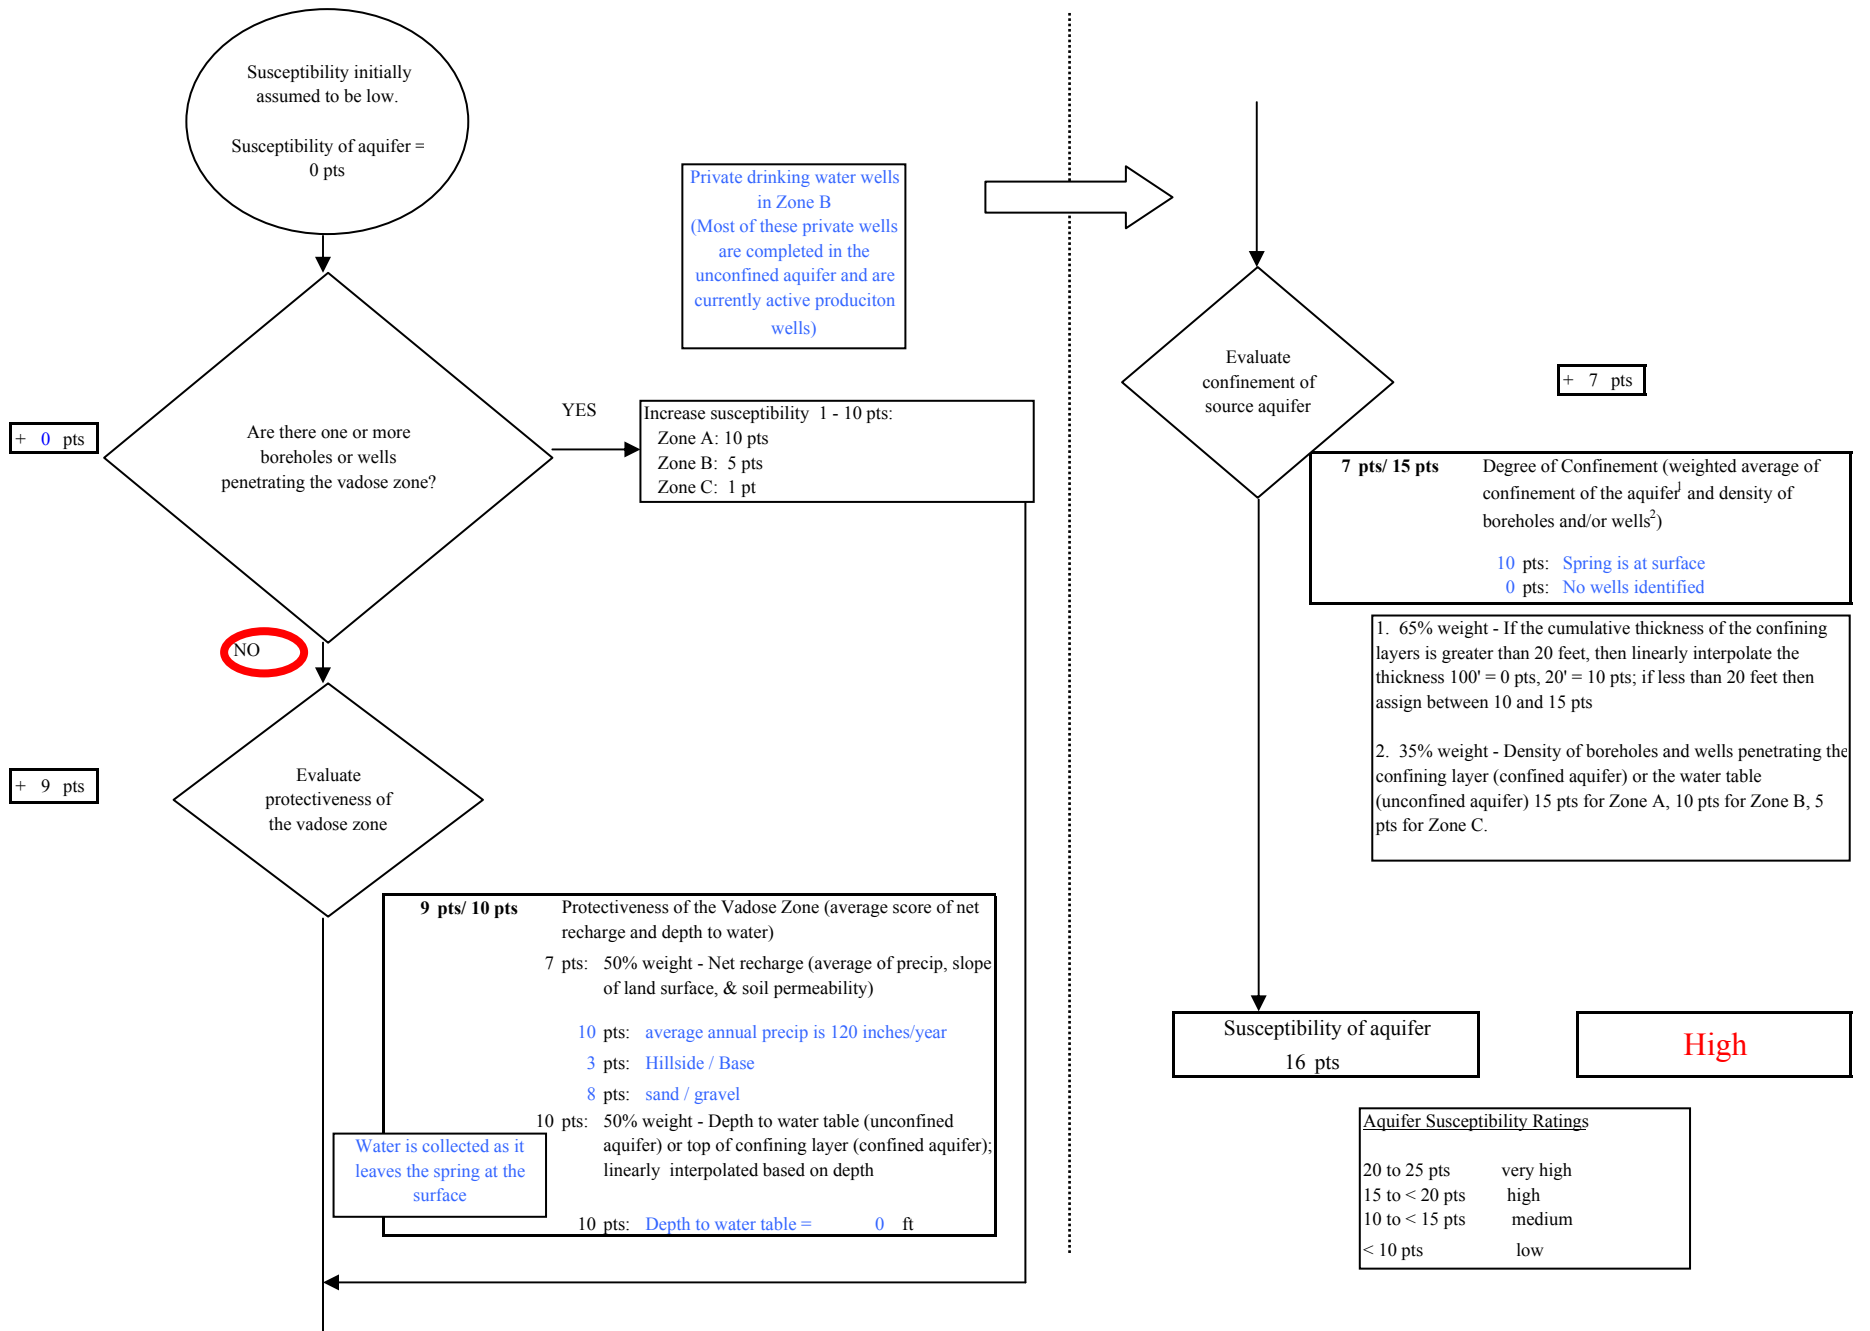 Susceptibility initially
assumed to be low.
Susceptibility of aquifer =
0 pts
Private drinking water wells
in Zone B
(Most of these private wells
are completed in the
unconfined aquifer and are
currently active produciton
wells)
+ 0 pts
Are there one or more
boreholes or wells
penetrating the vadose zone?
YES
Increase susceptibility 1 - 10 pts:
Zone A: 10 pts
Zone B: 5 pts
Zone C: 1 pt
NO
+ 9 pts
Evaluate
protectiveness of
the vadose zone
9 pts/ 10 pts Protectiveness of the Vadose Zone (average score of net
recharge and depth to water)
7 pts: 50% weight - Net recharge (average of precip, slope
of land surface, & soil permeability)
10 pts: average annual precip is 120 inches/year
3 pts: Hillside / Base
8 pts: sand / gravel
10 pts: 50% weight - Depth to water table (unconfined
aquifer) or top of confining layer (confined aquifer);
linearly interpolated based on depth
Water is collected as it
leaves the spring at the
surface
10 pts: Depth to water table = 0 ft
Evaluate
confinement of
source aquifer
+ 7 pts
7 pts/ 15 pts Degree of Confinement (weighted average of
confinement of the aquifer1 and density of
boreholes and/or wells2)
10 pts: Spring is at surface
0 pts: No wells identified
1. 65% weight - If the cumulative thickness of the confining
layers is greater than 20 feet, then linearly interpolate the
thickness 100' = 0 pts, 20' = 10 pts; if less than 20 feet then
assign between 10 and 15 pts
2. 35% weight - Density of boreholes and wells penetrating the
confining layer (confined aquifer) or the water table
(unconfined aquifer) 15 pts for Zone A, 10 pts for Zone B, 5
pts for Zone C.
Susceptibility of aquifer
16 pts
High
Aquifer Susceptibility Ratings
20 to 25 pts very high
15 to < 20 pts high
10 to < 15 pts medium
< 10 pts low